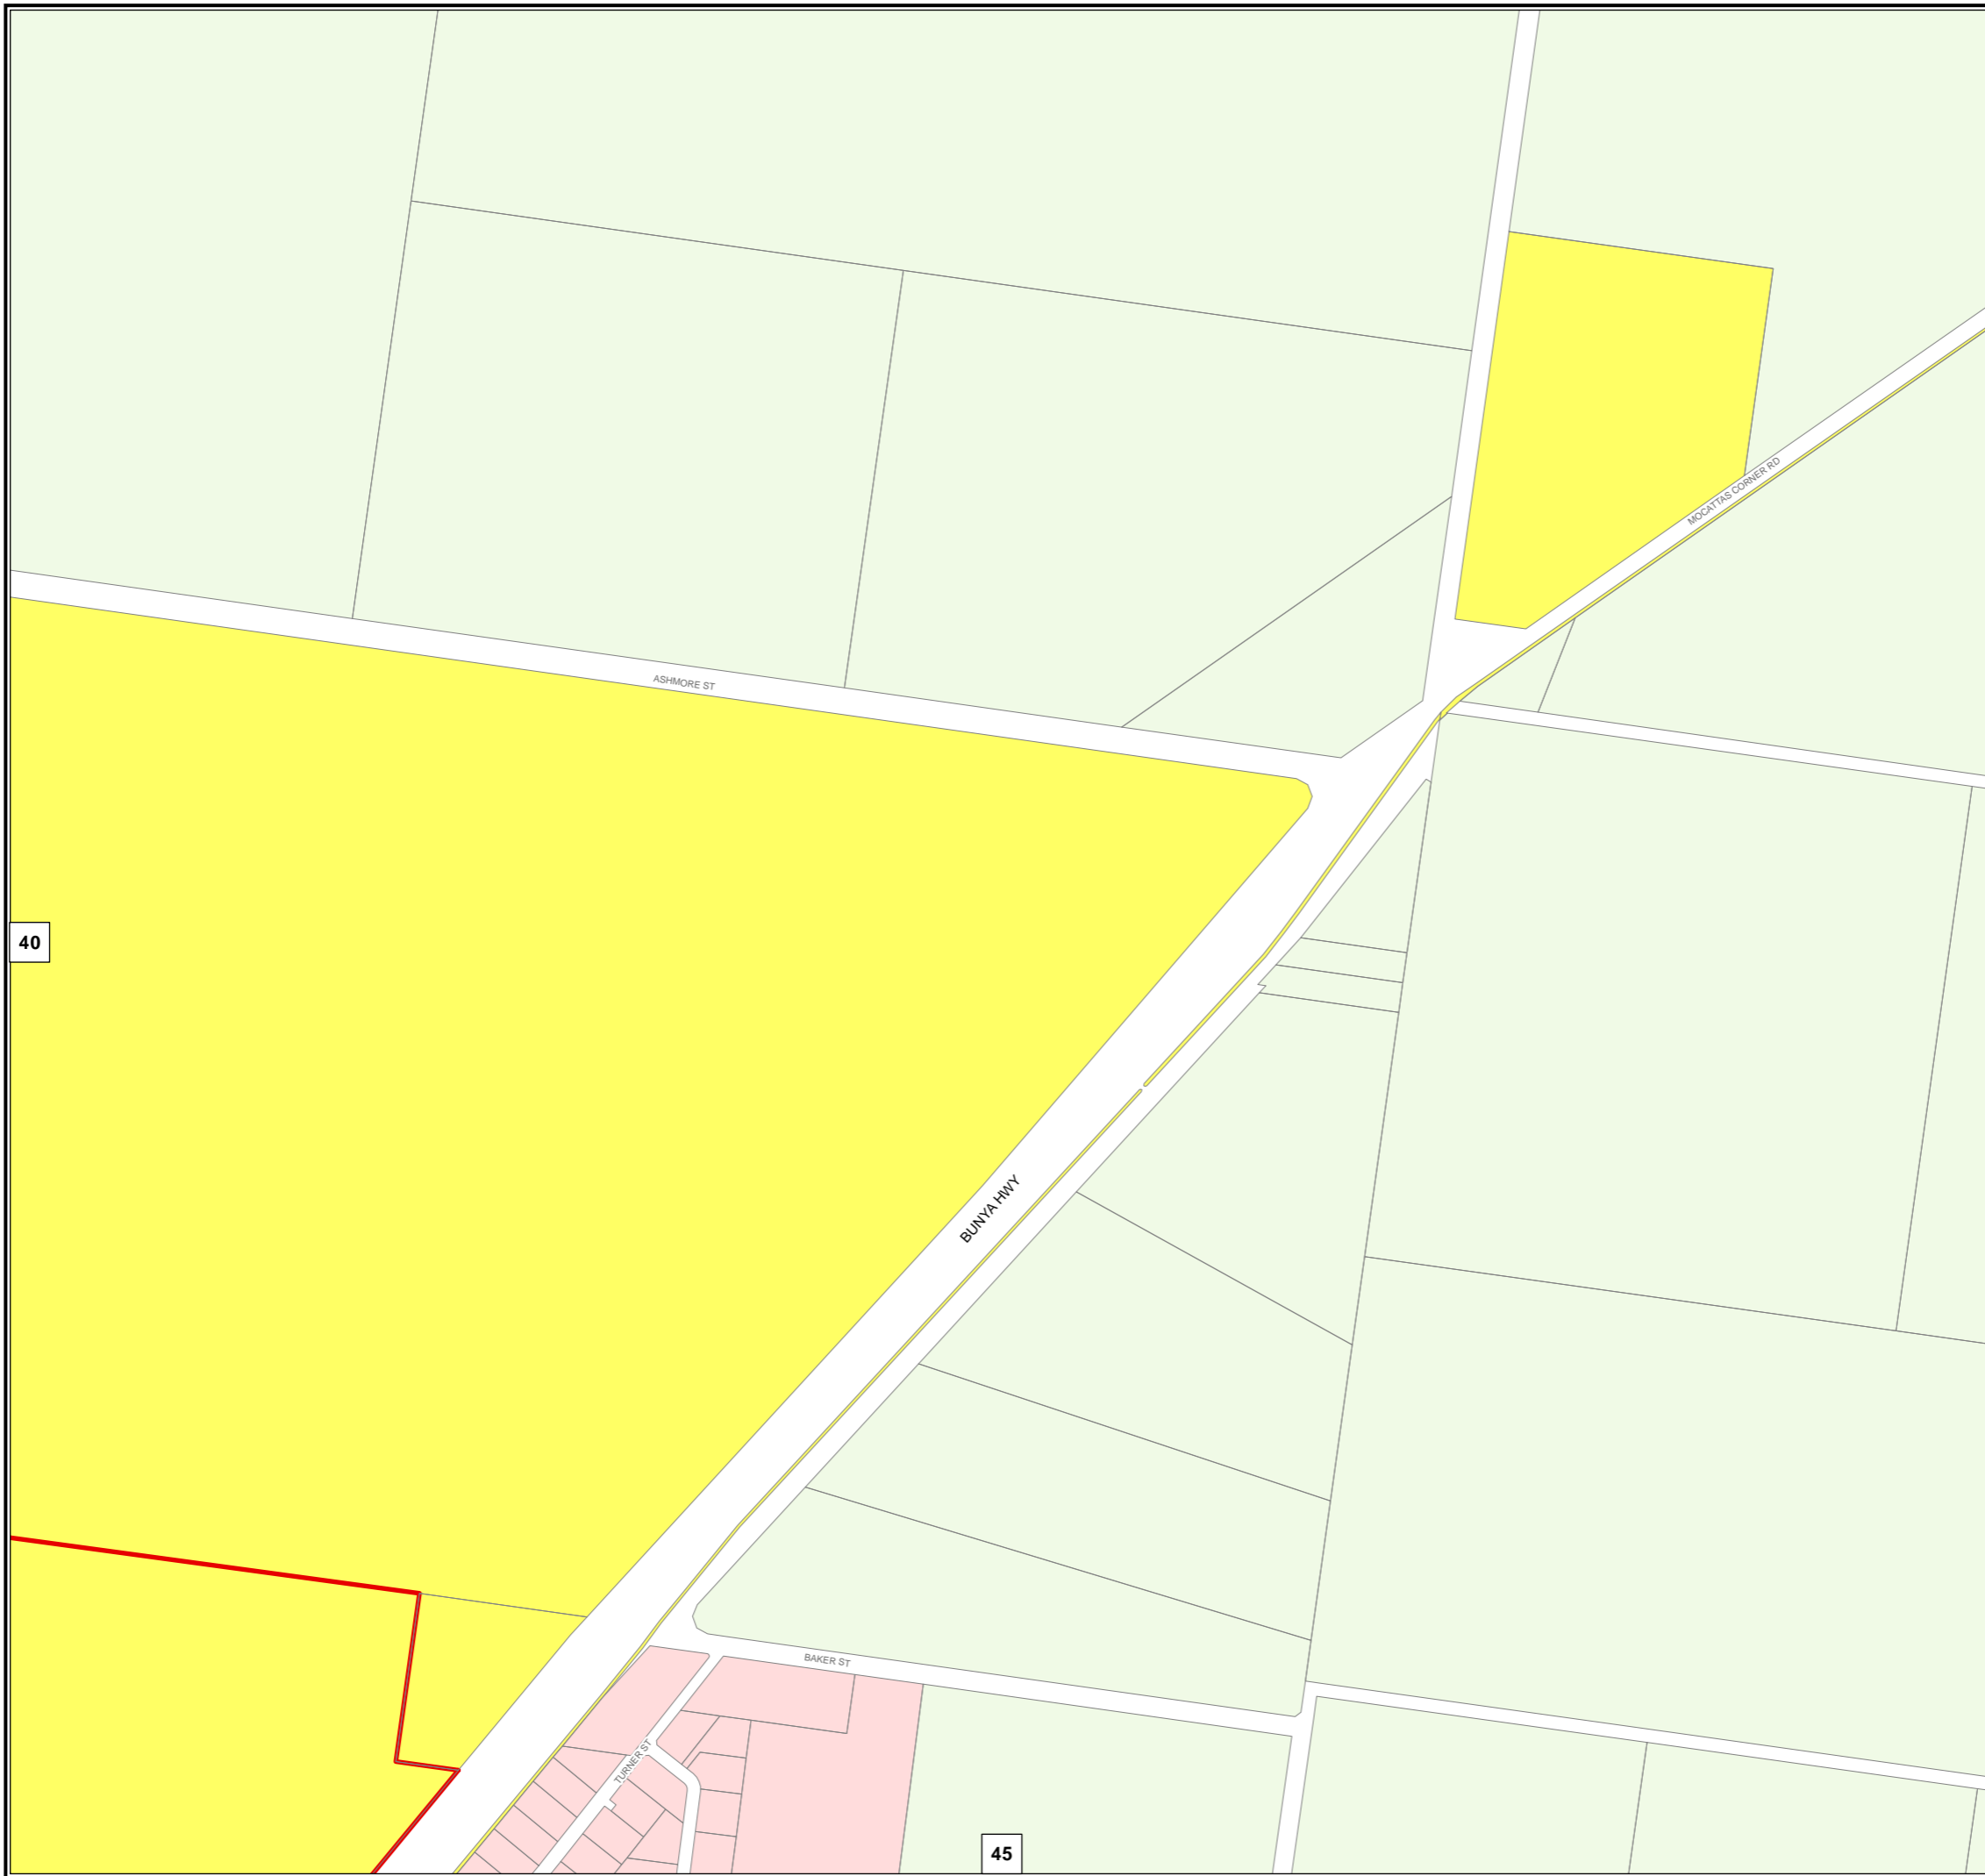 MOCATTAS CORNER RD
ASHMORE ST
40
BUNYA HWY
BAKER ST
TURNER ST
45